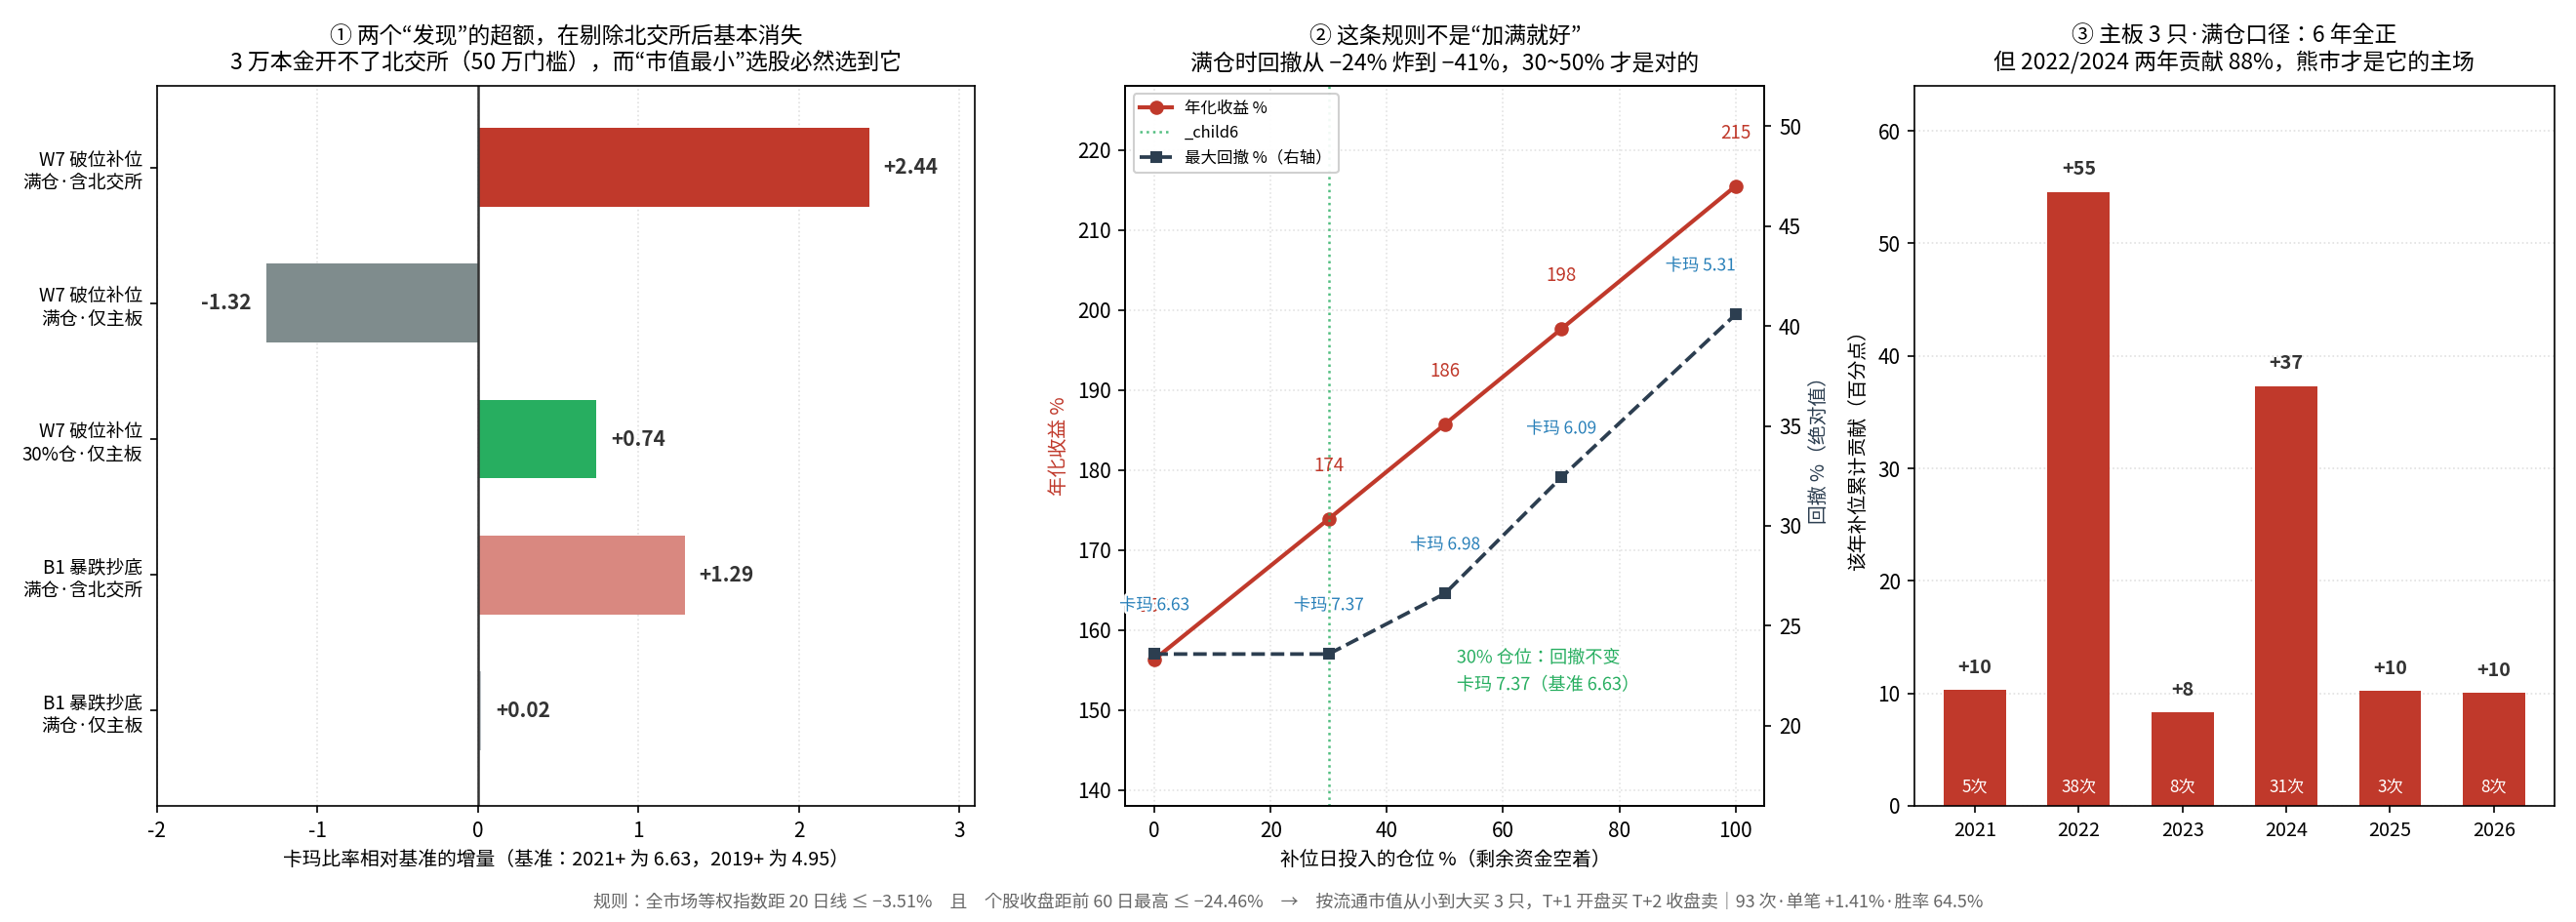 ① 两个“发现”的超额，在剔除北交所后基本消失
3 万本金开不了北交所（50 万门槛），而“市值最小”选股必然选到它
W7 破位补位
满仓·含北交所
+2.44
W7 破位补位
满仓·仅主板
-1.32
W7 破位补位
30%仓·仅主板
+0.74
B1 暴跌抄底
满仓·含北交所
+1.29
B1 暴跌抄底
满仓·仅主板
+0.02
-2
-1
0
1
2
3
卡玛比率相对基准的增量（基准：2021+ 为 6.63，2019+ 为 4.95）
② 这条规则不是“加满就好”
满仓时回撤从 −24% 炸到 −41%，30~50% 才是对的
年化收益 %
_child6
最大回撤 %（右轴）
年化收益 %
220
210
200
190
180
170
160
150
140
174
186
198
215
卡玛 6.63
卡玛 7.37
卡玛 6.98
卡玛 6.09
卡玛 5.31
30% 仓位：回撤不变
卡玛 7.37（基准 6.63）
50
45
40
35
30
25
20
回撤 %（绝对值）
0
20
40
60
80
100
补位日投入的仓位 %（剩余资金空着）
③ 主板 3 只·满仓口径：6 年全正
但 2022/2024 两年贡献 88%，熊市才是它的主场
该年补位累计贡献（百分点）
60
50
40
30
20
10
0
+10
+55
+8
+37
+10
+10
5次
38次
8次
31次
3次
8次
2021
2022
2023
2024
2025
2026
规则：全市场等权指数距 20 日线 ≤ −3.51% 且 个股收盘距前 60 日最高 ≤ −24.46% → 按流通市值从小到大买 3 只，T+1 开盘买 T+2 收盘卖｜93 次·单笔 +1.41%·胜率 64.5%